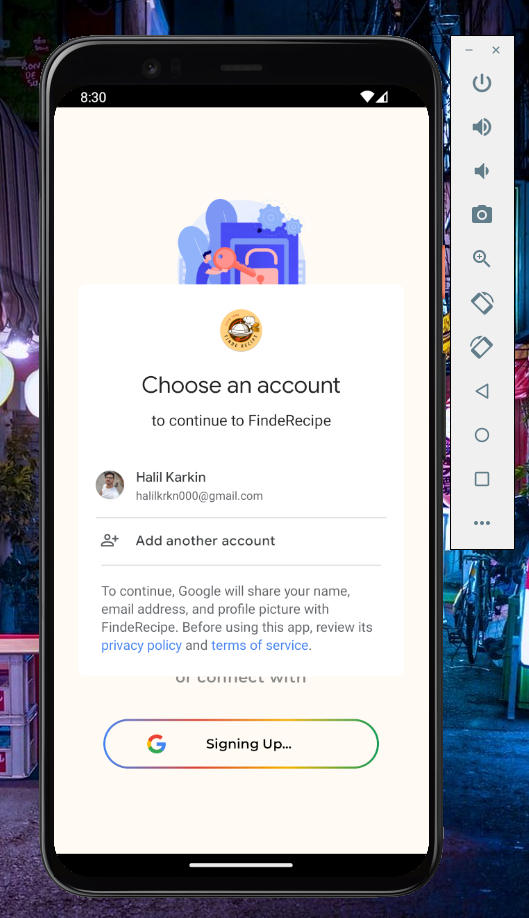 8:30
FINDE RECIPE
Choose an account
to continue to FindeRecipe
Halil Karkin
halilkrkn000@gmail.com
Add another account
To continue, Google will share your name,
email address, and profile picture with
FindeRecipe. Before using this app, review its
privacy policy and terms of service.
or connect with
Signing Up...